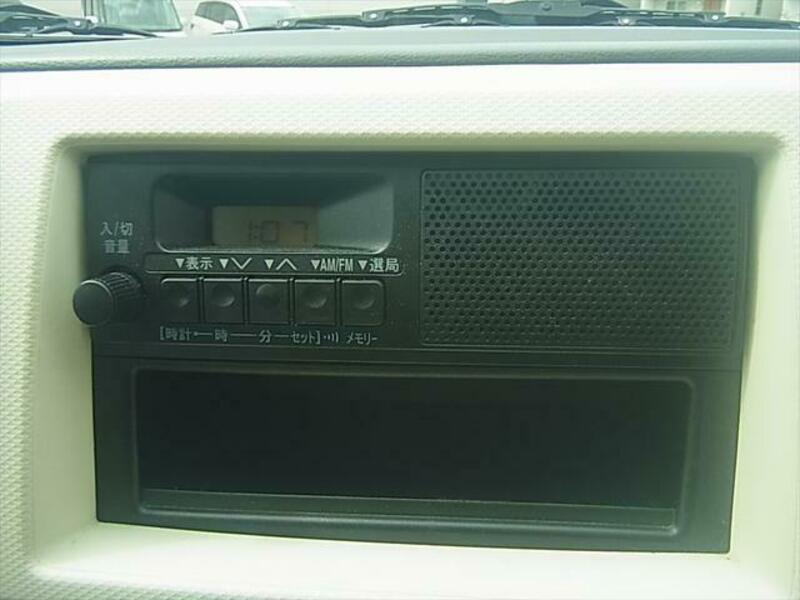 1:07
入/切
音量
▼表示 ▼∨ ▼∧ ▼AM/FM ▼選局
[時計 時 分 セット] メモリー